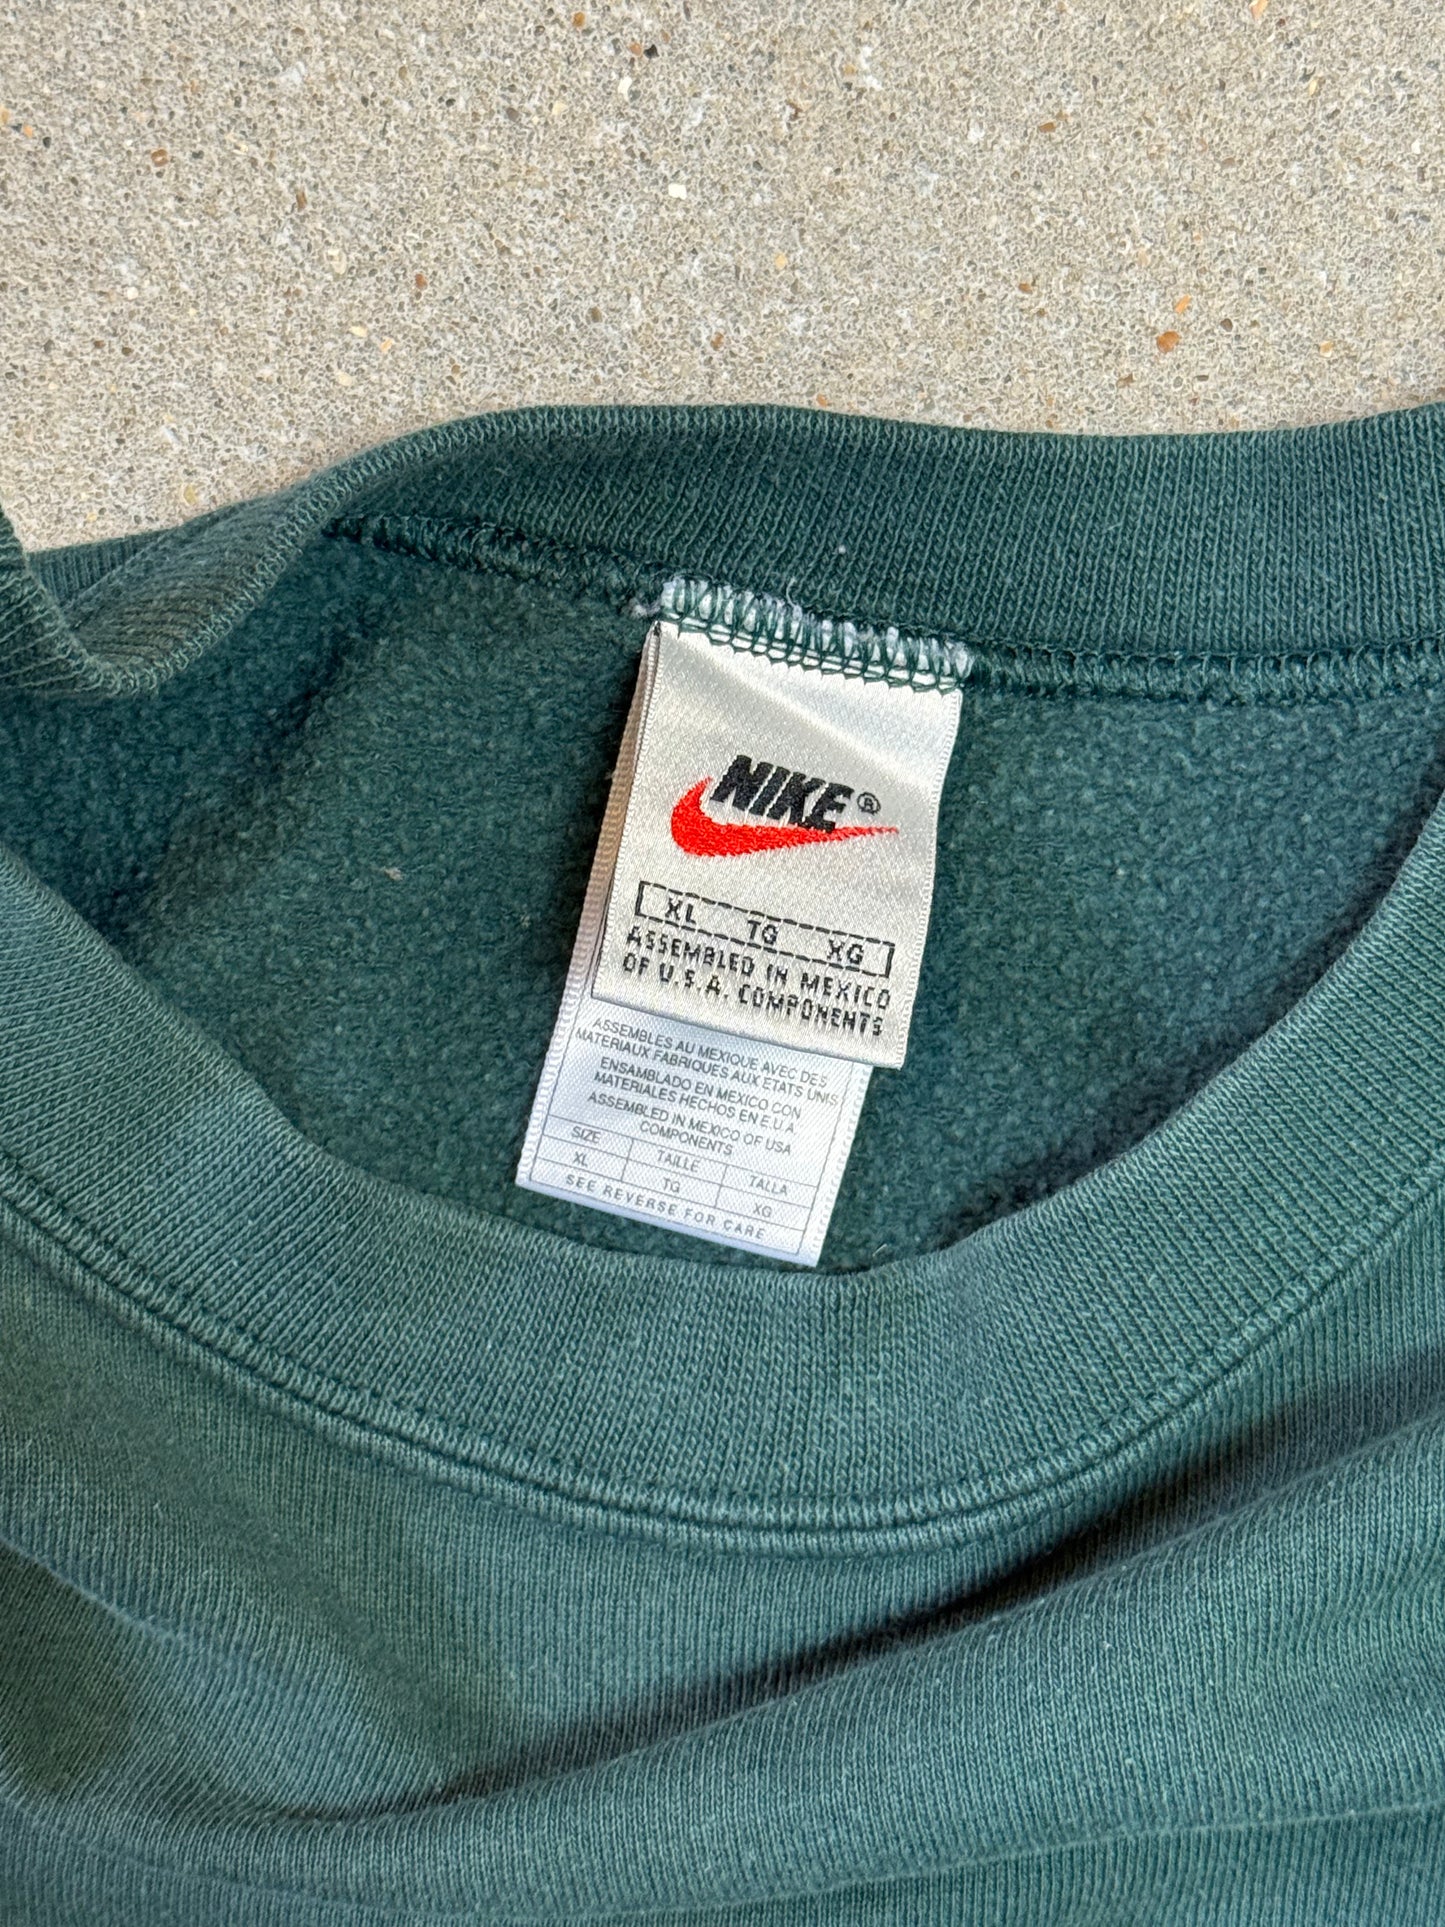 NIKE®
XL TG XG
ASSEMBLED IN MEXICO
OF U.S.A. COMPONENTS
ASSEMBLES AU MEXIQUE AVEC DES
MATERIAUX FABRIQUES AUX ETATS UNIS
ENSAMBLADO EN MEXICO CON
MATERIALES HECHOS EN E.U.A.
ASSEMBLED IN MEXICO OF USA
COMPONENTS
SIZE TAILLE TALLA
XL TG XG
SEE REVERSE FOR CARE